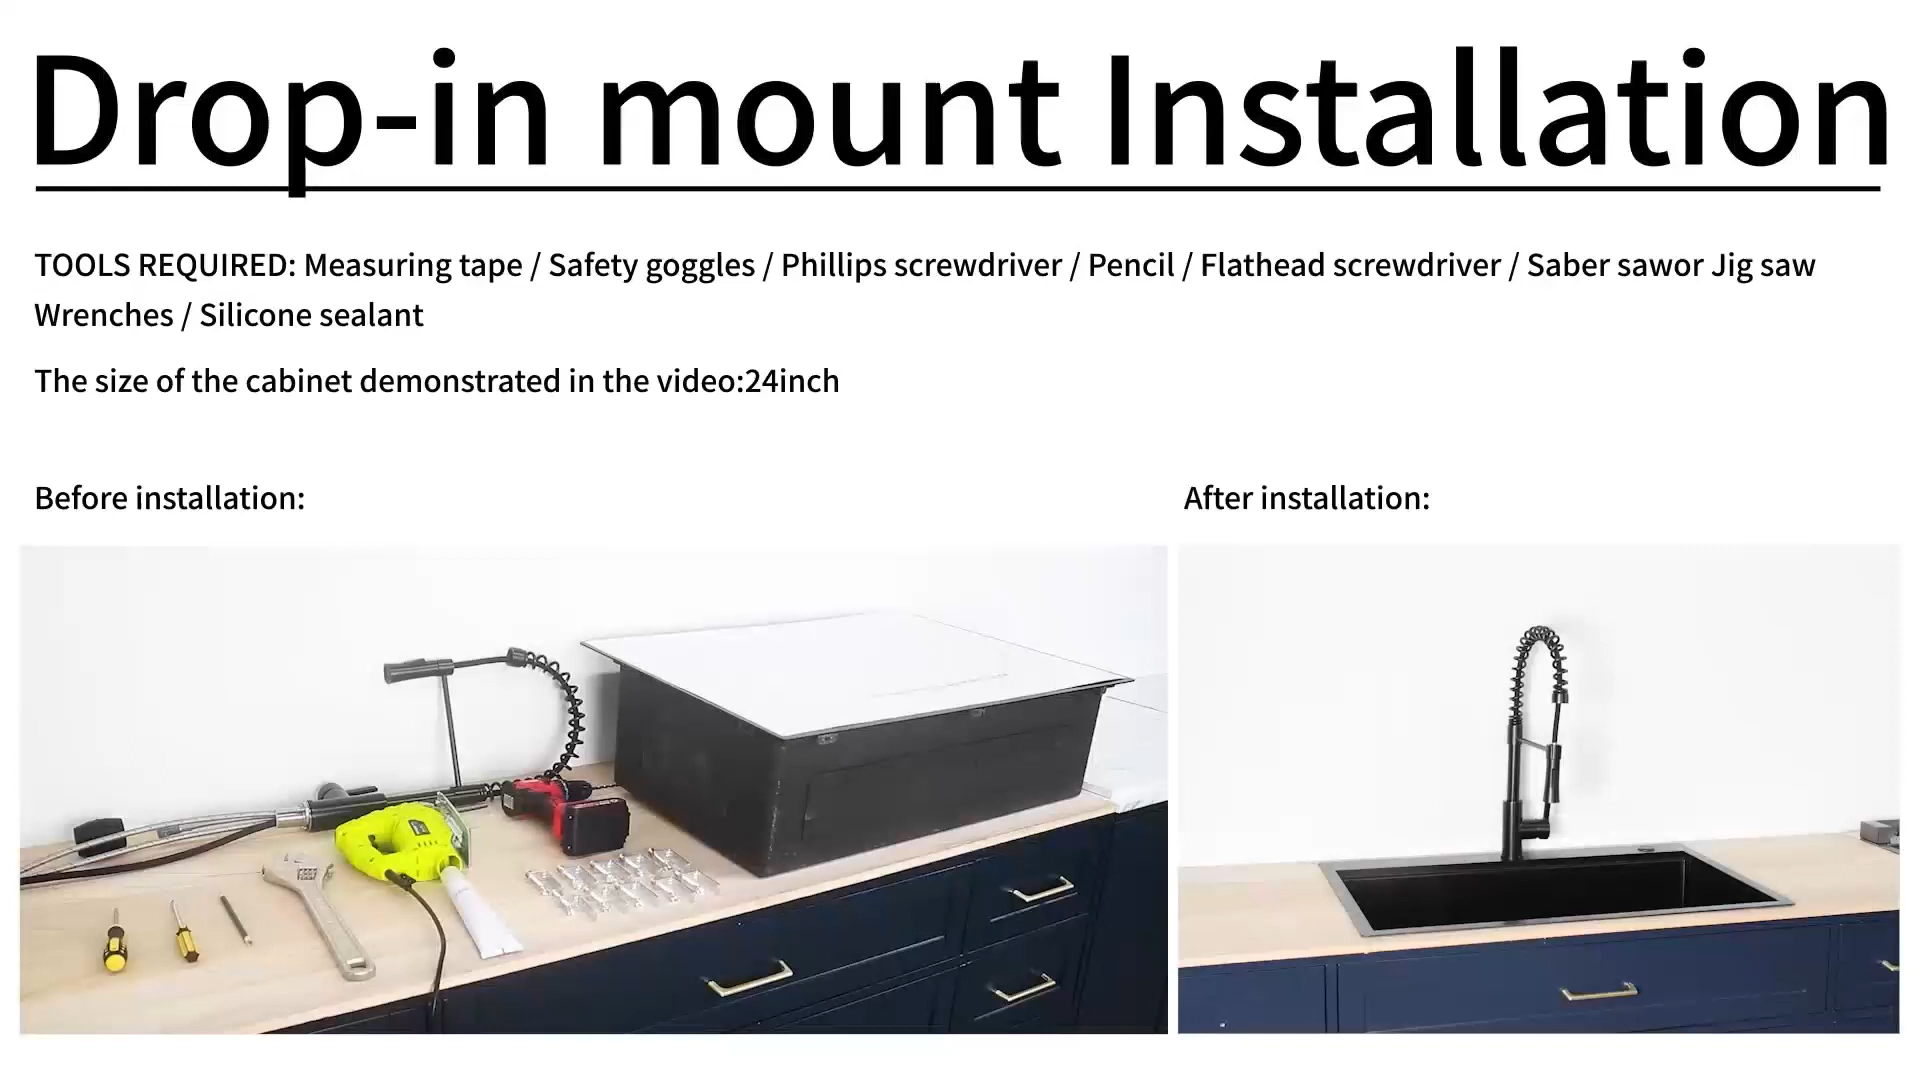 Drop-in mount Installation
TOOLS REQUIRED: Measuring tape / Safety goggles / Phillips screwdriver / Pencil / Flathead screwdriver / Saber sawor Jig saw
Wrenches / Silicone sealant
The size of the cabinet demonstrated in the video:24inch
Before installation:
After installation: